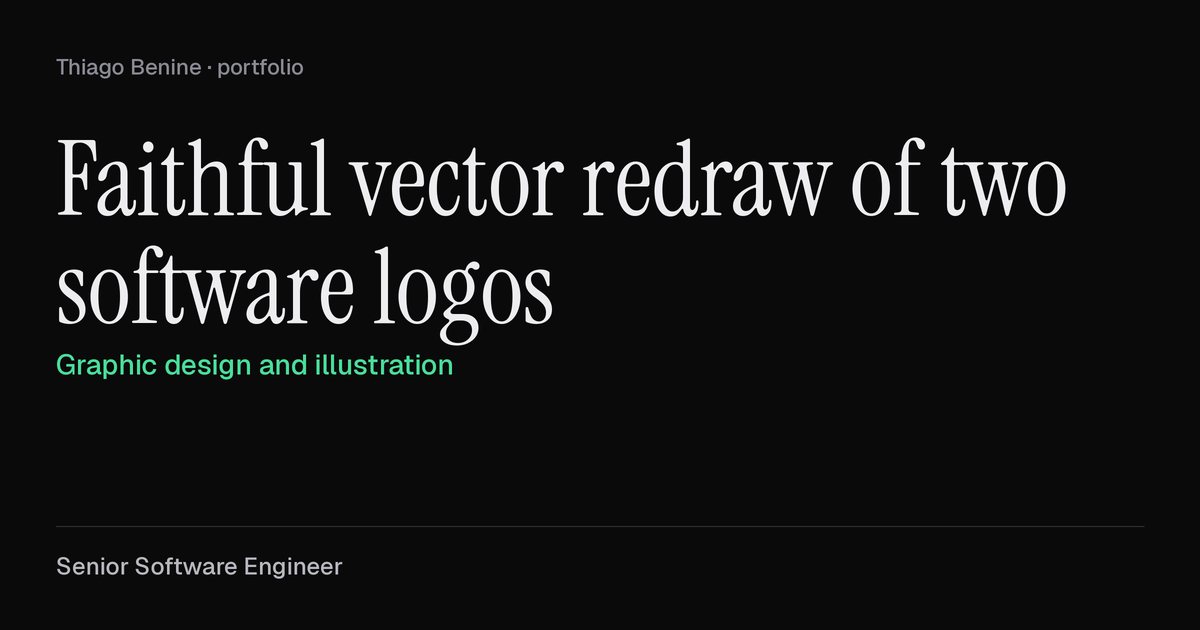 Thiago Benine · portfolio
Faithful vector redraw of two
software logos
Graphic design and illustration
Senior Software Engineer